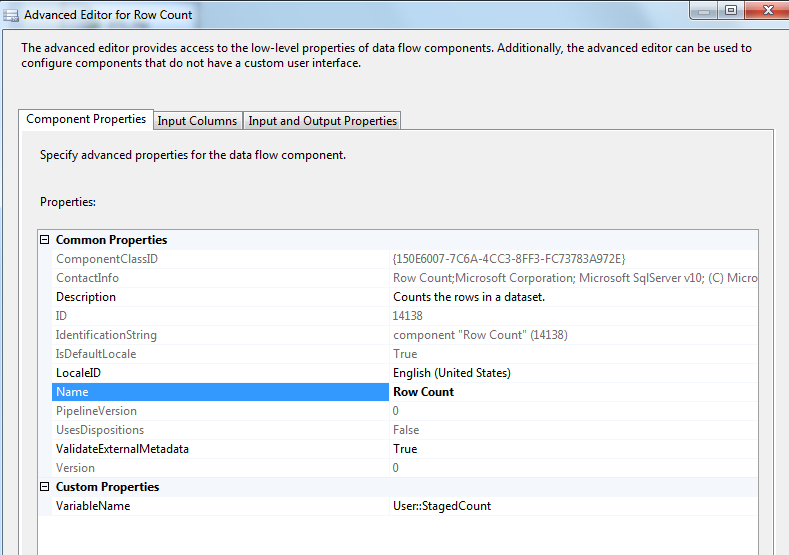 Advanced Editor for Row Count
The advanced editor provides access to the low-level properties of data flow components. Additionally, the advanced editor can be used to
configure components that do not have a custom user interface.
Component Properties Input Columns Input and Output Properties
Specify advanced properties for the data flow component.
Properties:
Common Properties
ComponentClassID {150E6007-7C6A-4CC3-8FF3-FC73783A972E}
ContactInfo Row Count;Microsoft Corporation; Microsoft SqlServer v10; (C) Micro
Description Counts the rows in a dataset.
ID 14138
IdentificationString component "Row Count" (14138)
IsDefaultLocale True
LocaleID English (United States)
Name Row Count
PipelineVersion 0
UsesDispositions False
ValidateExternalMetadata True
Version 0
Custom Properties
VariableName User::StagedCount